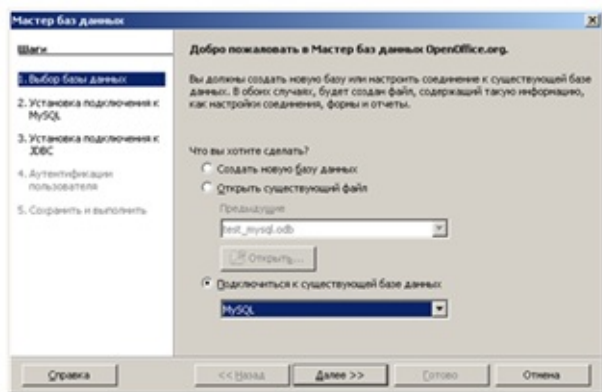 Мастер баз данных
Шаги
1. Выбор базы данных
2. Установка подключения к
MySQL
3. Установка подключения к
JDBC
4. Аутентификации
пользователя
5. Сохранить и выполнить
Добро пожаловать в Мастер баз данных OpenOffice.org.
Вы должны создать новую базу или настроить соединение к существующей базе
данных. В обоих случаях, будет создан файл, содержащий такую информацию,
как настройки соединения, формы и отчеты.
Что вы хотите сделать?
Создать новую базу данных
Открыть существующий файл
Предыдущие
test_mysql.odb
Открыть...
Подключиться к существующей базе данных
MySQL
Справка
<< Назад
Далее >>
Готово
Отмена